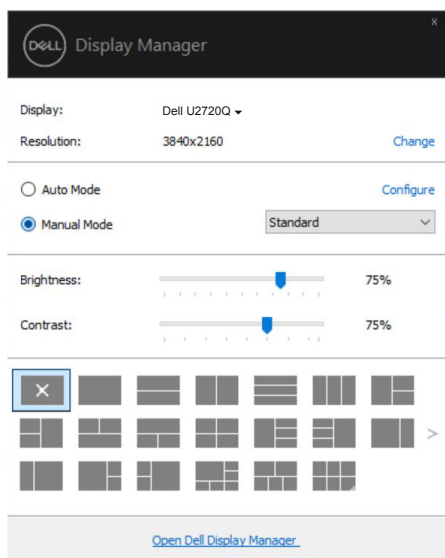 x
DELL Display Manager
Display: Dell U2720Q
Resolution: 3840x2160 Change
Auto Mode Configure
Manual Mode Standard
Brightness: 75%
Contrast: 75%
Open Dell Display Manager